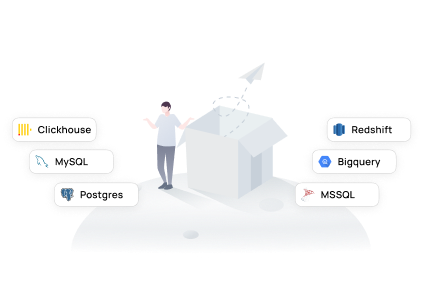 Clickhouse
MySQL
Postgres
Redshift
Bigquery
MSSQL